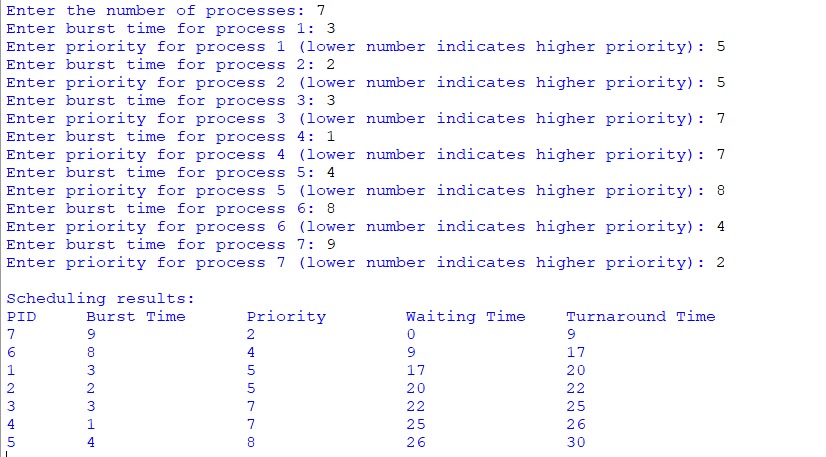 Enter the number of processes: 7
Enter burst time for process 1: 3
Enter priority for process 1 (lower number indicates higher priority): 5
Enter burst time for process 2: 2
Enter priority for process 2 (lower number indicates higher priority): 5
Enter burst time for process 3: 3
Enter priority for process 3 (lower number indicates higher priority): 7
Enter burst time for process 4: 1
Enter priority for process 4 (lower number indicates higher priority): 7
Enter burst time for process 5: 4
Enter priority for process 5 (lower number indicates higher priority): 8
Enter burst time for process 6: 8
Enter priority for process 6 (lower number indicates higher priority): 4
Enter burst time for process 7: 9
Enter priority for process 7 (lower number indicates higher priority): 2
Scheduling results:
PID Burst Time Priority Waiting Time Turnaround Time
7 9 2 0 9
6 8 4 9 17
1 3 5 17 20
2 2 5 20 22
3 3 7 22 25
4 1 7 25 26
5 4 8 26 30